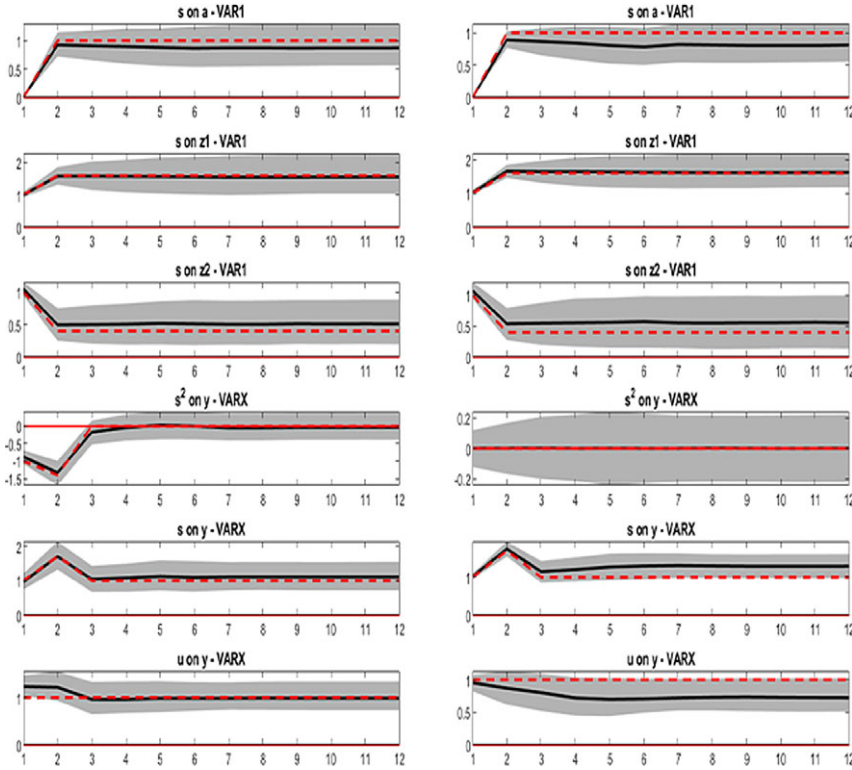 s on a - VAR1
1
0.5
0
1 2 3 4 5 6 7 8 9 10 11 12
s on a - VAR1
1
0.5
0
1 2 3 4 5 6 7 8 9 10 11 12
s on z1 - VAR1
2
1
0
1 2 3 4 5 6 7 8 9 10 11 12
s on z1 - VAR1
2
1
0
1 2 3 4 5 6 7 8 9 10 11 12
s on z2 - VAR1
1
0.5
0
1 2 3 4 5 6 7 8 9 10 11 12
s on z2 - VAR1
1
0.5
0
1 2 3 4 5 6 7 8 9 10 11 12
s² on y - VARX
0
-0.5
-1
-1.5
1 2 3 4 5 6 7 8 9 10 11 12
s² on y - VARX
0.2
0
-0.2
1 2 3 4 5 6 7 8 9 10 11 12
s on y - VARX
2
1
0
1 2 3 4 5 6 7 8 9 10 11 12
s on y - VARX
1
0
1 2 3 4 5 6 7 8 9 10 11 12
u on y - VARX
1
0
1 2 3 4 5 6 7 8 9 10 11 12
u on y - VARX
1
0.5
0
1 2 3 4 5 6 7 8 9 10 11 12